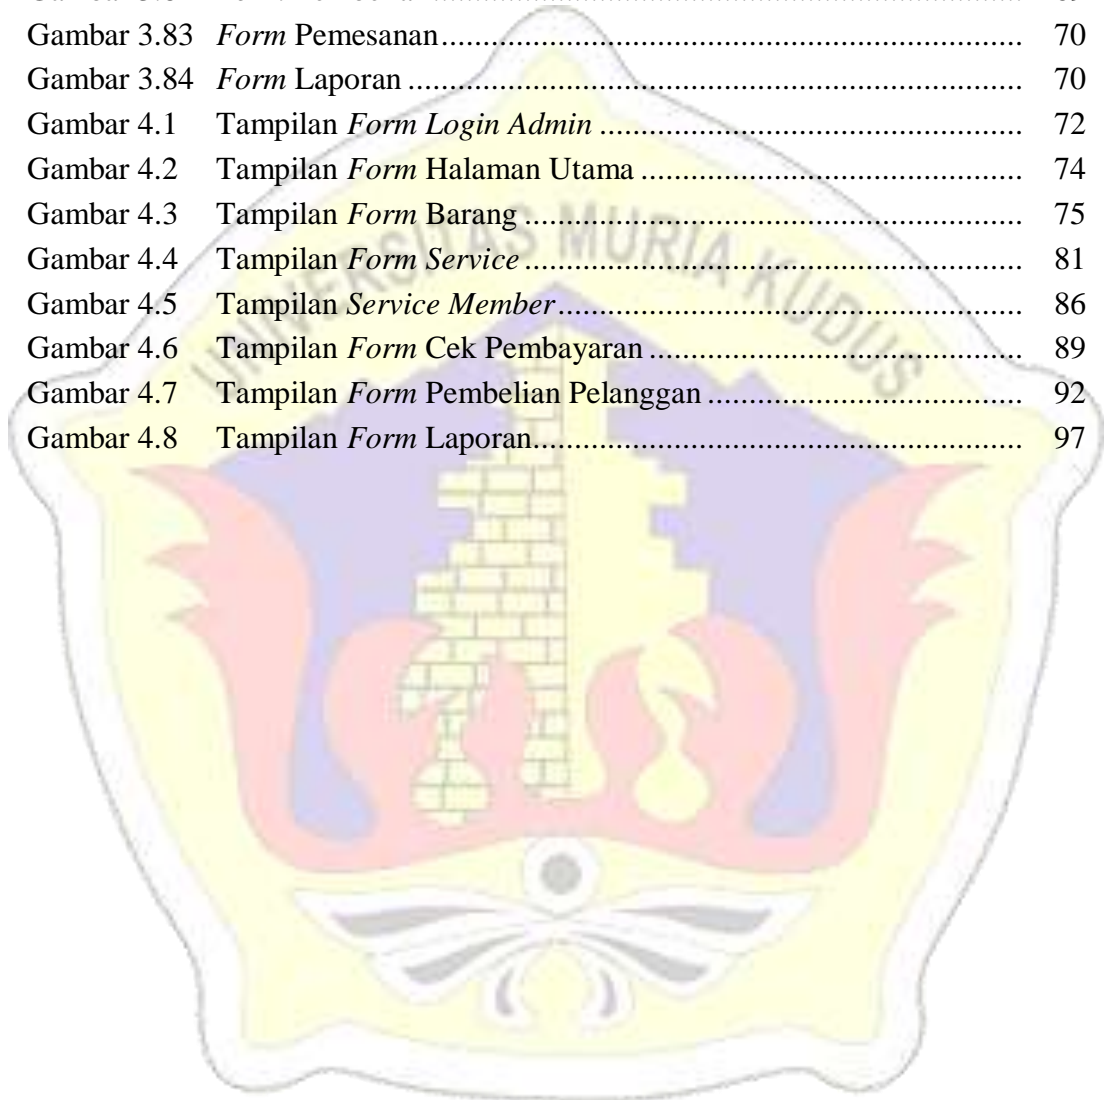 Gambar 3.83 Form Pemesanan........................................................................ 70
Gambar 3.84 Form Laporan ............................................................................ 70
Gambar 4.1 Tampilan Form Login Admin ..................................................... 72
Gambar 4.2 Tampilan Form Halaman Utama ................................................ 74
Gambar 4.3 Tampilan Form Barang .............................................................. 75
Gambar 4.4 Tampilan Form Service .............................................................. 81
Gambar 4.5 Tampilan Service Member.......................................................... 86
Gambar 4.6 Tampilan Form Cek Pembayaran ............................................... 89
Gambar 4.7 Tampilan Form Pembelian Pelanggan ........................................ 92
Gambar 4.8 Tampilan Form Laporan............................................................. 97
UNIVERSITAS MURIA KUDUS